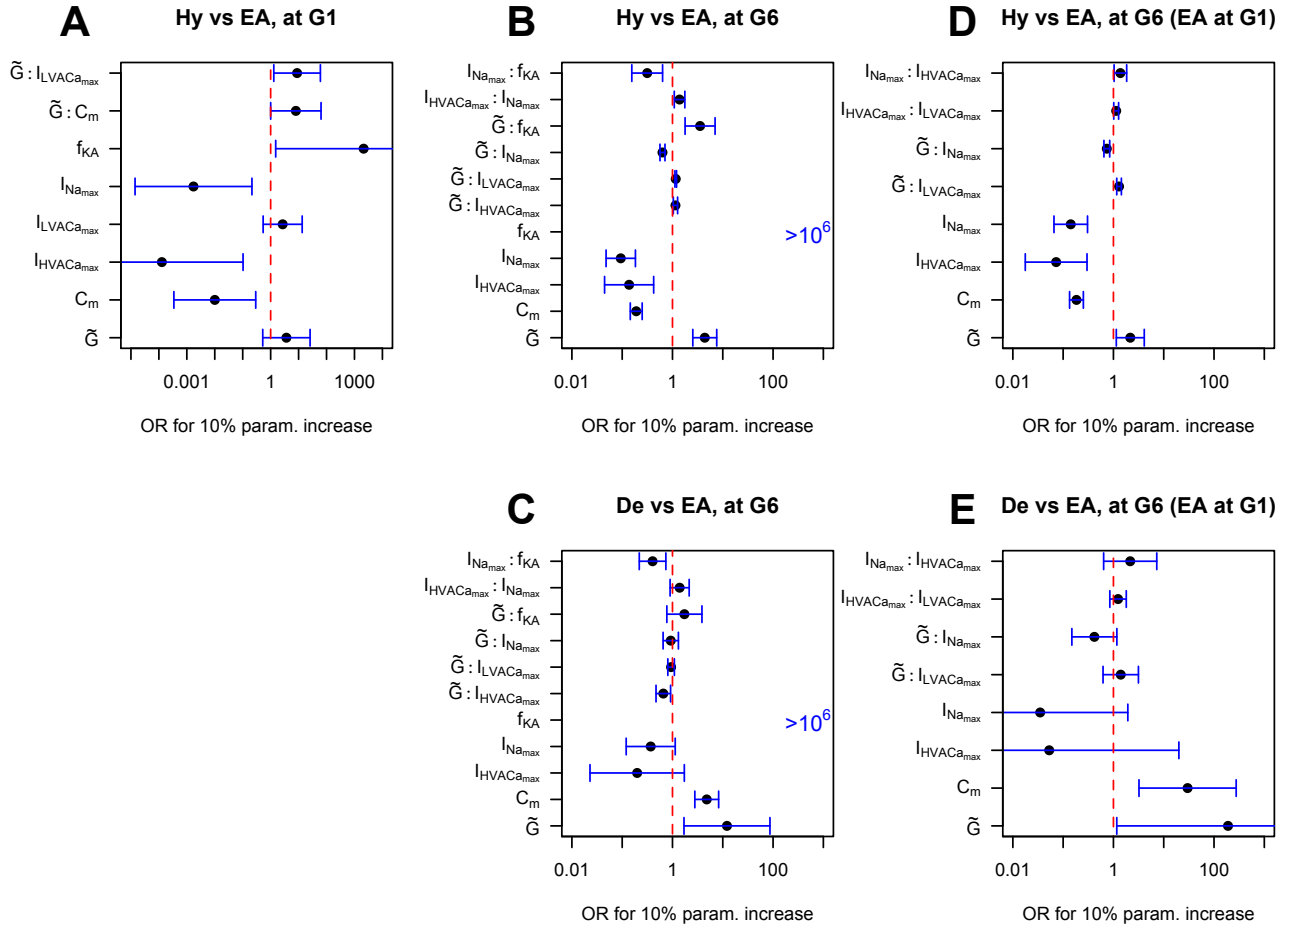 A Hy vs EA, at G1
G̃ : I_LVACa_max
G̃ : C_m
f_KA
I_Na_max
I_LVACa_max
I_HVACa_max
C_m
G̃
0.001 1 1000
OR for 10% param. increase
B Hy vs EA, at G6
I_Na_max : f_KA
I_HVACa_max : I_Na_max
G̃ : f_KA
G̃ : I_Na_max
G̃ : I_LVACa_max
G̃ : I_HVACa_max
f_KA >10^6
I_Na_max
I_HVACa_max
C_m
G̃
0.01 1 100
OR for 10% param. increase
D Hy vs EA, at G6 (EA at G1)
I_Na_max : I_HVACa_max
I_HVACa_max : I_LVACa_max
G̃ : I_Na_max
G̃ : I_LVACa_max
I_Na_max
I_HVACa_max
C_m
G̃
0.01 1 100
OR for 10% param. increase
C De vs EA, at G6
I_Na_max : f_KA
I_HVACa_max : I_Na_max
G̃ : f_KA
G̃ : I_Na_max
G̃ : I_LVACa_max
G̃ : I_HVACa_max
f_KA >10^6
I_Na_max
I_HVACa_max
C_m
G̃
0.01 1 100
OR for 10% param. increase
E De vs EA, at G6 (EA at G1)
I_Na_max : I_HVACa_max
I_HVACa_max : I_LVACa_max
G̃ : I_Na_max
G̃ : I_LVACa_max
I_Na_max
I_HVACa_max
C_m
G̃
0.01 1 100
OR for 10% param. increase